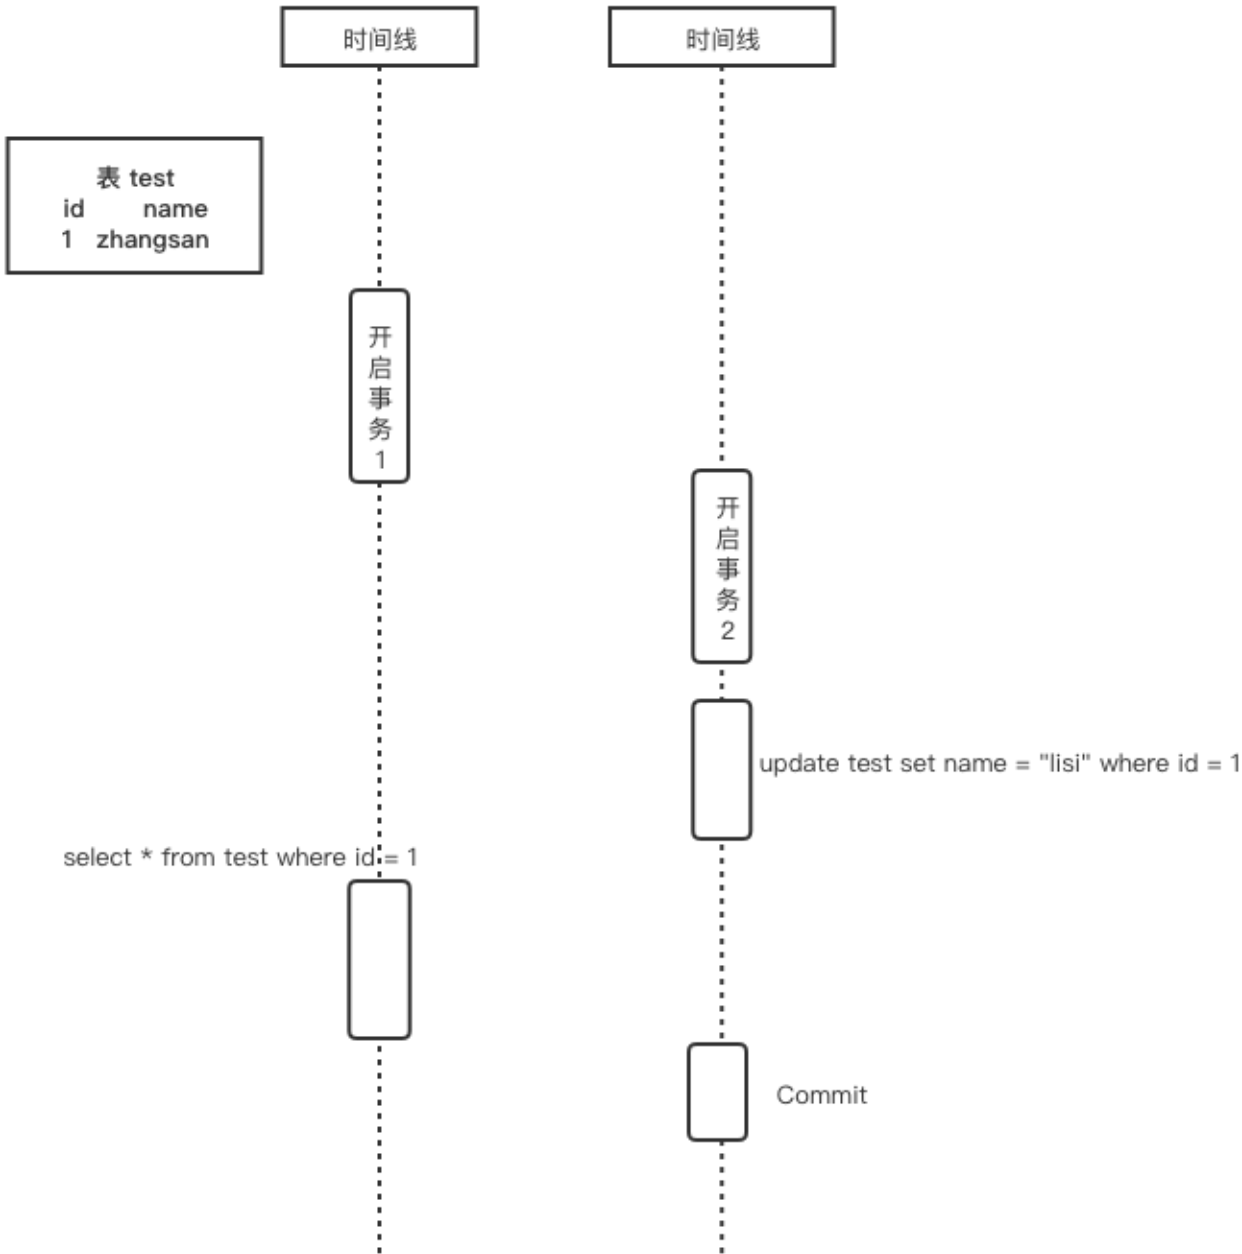 时间线
时间线
表 test
id name
1 zhangsan
开
启
事
务
1
开
启
事
务
2
update test set name = "lisi" where id = 1
select * from test where id = 1
Commit